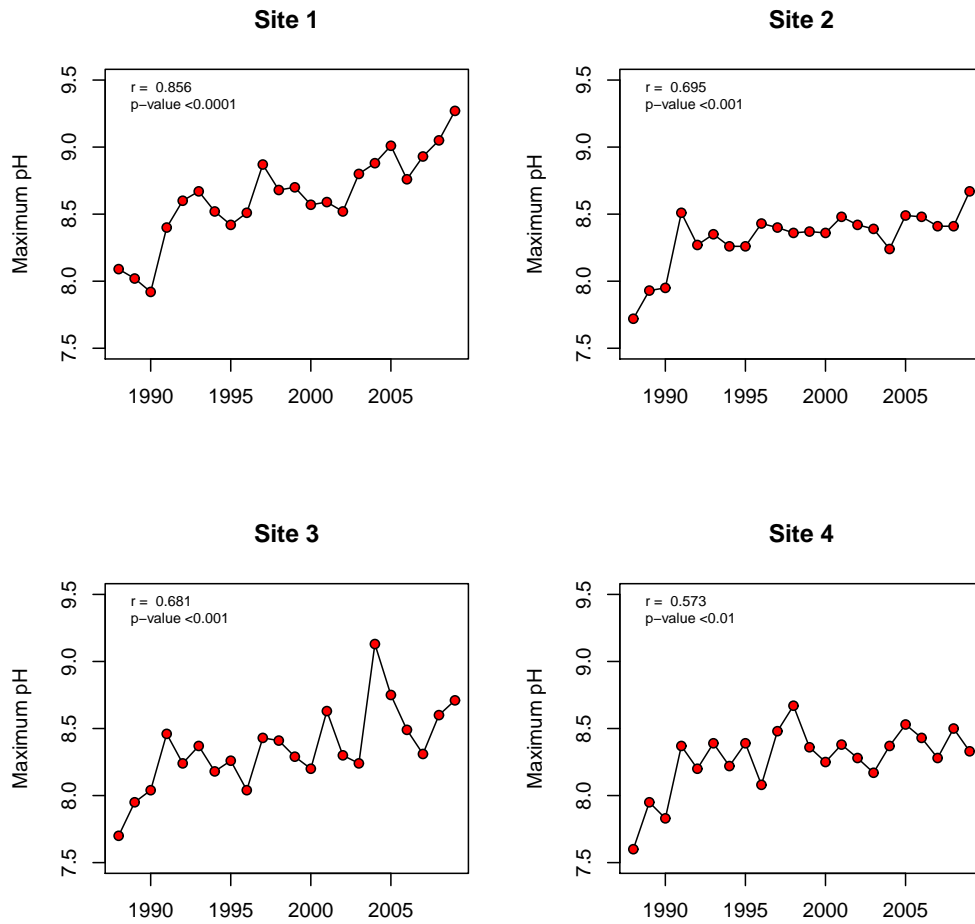 Site 1
r = 0.856
p−value <0.0001
Maximum pH
9.5
9.0
8.5
8.0
7.5
1990 1995 2000 2005
Site 2
r = 0.695
p−value <0.001
Maximum pH
9.5
9.0
8.5
8.0
7.5
1990 1995 2000 2005
Site 3
r = 0.681
p−value <0.001
Maximum pH
9.5
9.0
8.5
8.0
7.5
1990 1995 2000 2005
Site 4
r = 0.573
p−value <0.01
Maximum pH
9.5
9.0
8.5
8.0
7.5
1990 1995 2000 2005